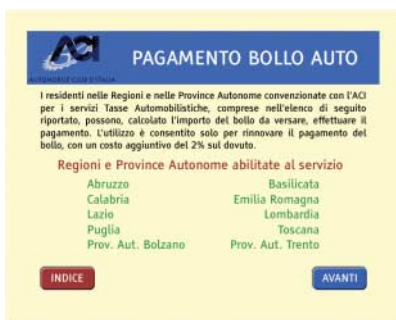 ACI
AUTOMOBILE CLUB D'ITALIA
PAGAMENTO BOLLO AUTO
I residenti nelle Regioni e nelle Province Autonome convenzionate con l'ACI
per i servizi Tasse Automobilistiche, comprese nell'elenco di seguito
riportato, possono, calcolato l'importo del bollo da versare, effettuare il
pagamento. L'utilizzo è consentito solo per rinnovare il pagamento del
bollo, con un costo aggiuntivo del 2% sul dovuto.
Regioni e Province Autonome abilitate al servizio
Abruzzo Basilicata
Calabria Emilia Romagna
Lazio Lombardia
Puglia Toscana
Prov. Aut. Bolzano Prov. Aut. Trento
INDICE AVANTI